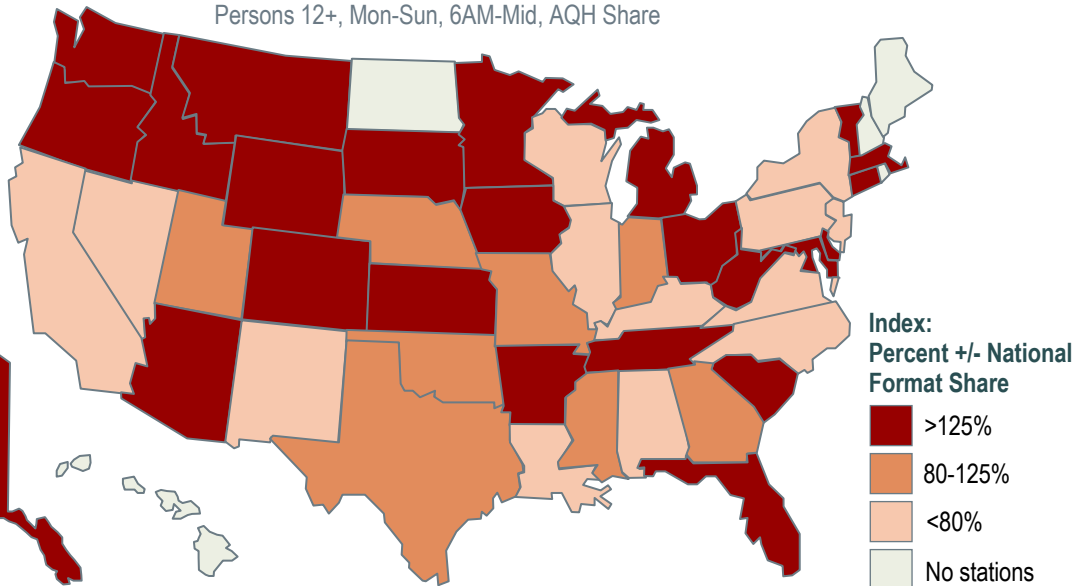 Persons 12+, Mon-Sun, 6AM-Mid, AQH Share
Index:
Percent +/- National
Format Share
>125%
80-125%
<80%
No stations